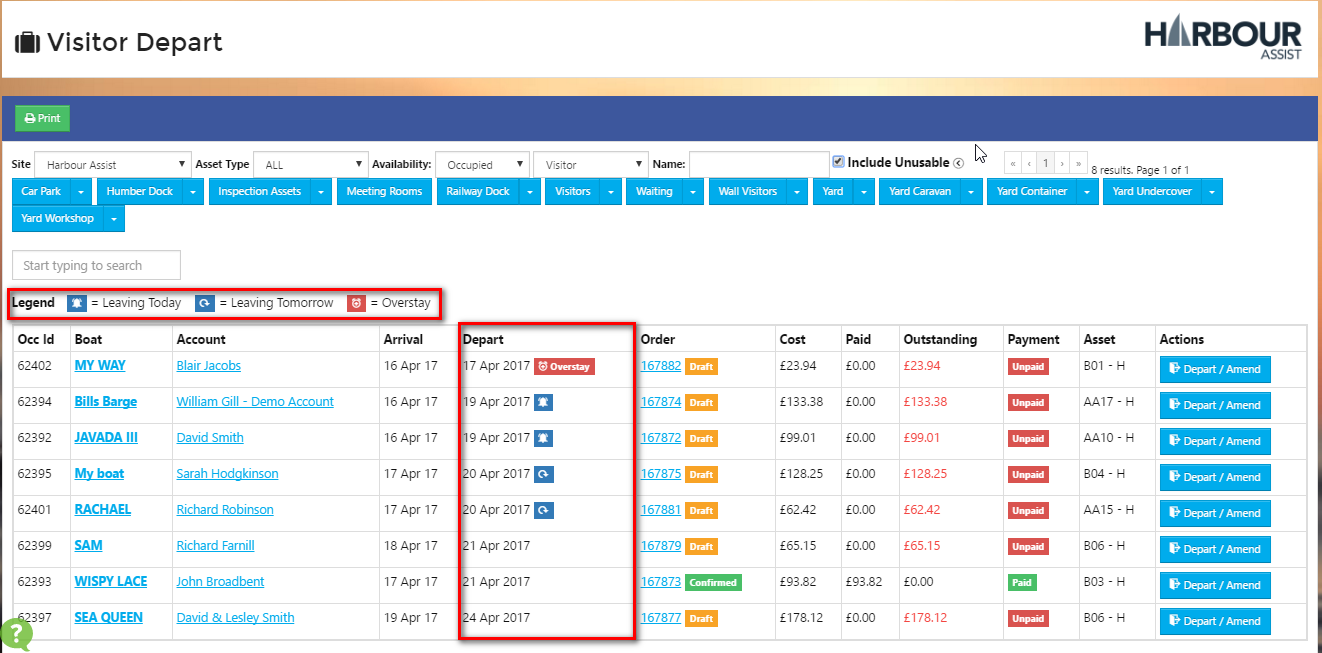 Visitor Depart
HARBOUR
ASSIST
Print
Site Harbour Assist Asset Type ALL Availability: Occupied Visitor Name: Include Unusable « ‹ 1 › » 8 results. Page 1 of 1
Car Park Humber Dock Inspection Assets Meeting Rooms Railway Dock Visitors Waiting Wall Visitors Yard Yard Caravan Yard Container Yard Undercover
Yard Workshop
Start typing to search
Legend = Leaving Today = Leaving Tomorrow = Overstay
Occ Id Boat Account Arrival Depart Order Cost Paid Outstanding Payment Asset Actions
62402 MY WAY Blair Jacobs 16 Apr 17 17 Apr 2017 Overstay 167882 Draft £23.94 £0.00 £23.94 Unpaid B01 - H Depart / Amend
62394 Bills Barge William Gill - Demo Account 16 Apr 17 19 Apr 2017 167874 Draft £133.38 £0.00 £133.38 Unpaid AA17 - H Depart / Amend
62392 JAVADA III David Smith 16 Apr 17 19 Apr 2017 167872 Draft £99.01 £0.00 £99.01 Unpaid AA10 - H Depart / Amend
62395 My boat Sarah Hodgkinson 17 Apr 17 20 Apr 2017 167875 Draft £128.25 £0.00 £128.25 Unpaid B04 - H Depart / Amend
62401 RACHAEL Richard Robinson 17 Apr 17 20 Apr 2017 167881 Draft £62.42 £0.00 £62.42 Unpaid AA15 - H Depart / Amend
62399 SAM Richard Farnill 18 Apr 17 21 Apr 2017 167879 Draft £65.15 £0.00 £65.15 Unpaid B06 - H Depart / Amend
62393 WISPY LACE John Broadbent 17 Apr 17 21 Apr 2017 167873 Confirmed £93.82 £93.82 £0.00 Paid B03 - H Depart / Amend
62397 SEA QUEEN David & Lesley Smith 19 Apr 17 24 Apr 2017 167877 Draft £178.12 £0.00 £178.12 Unpaid B06 - H Depart / Amend
?